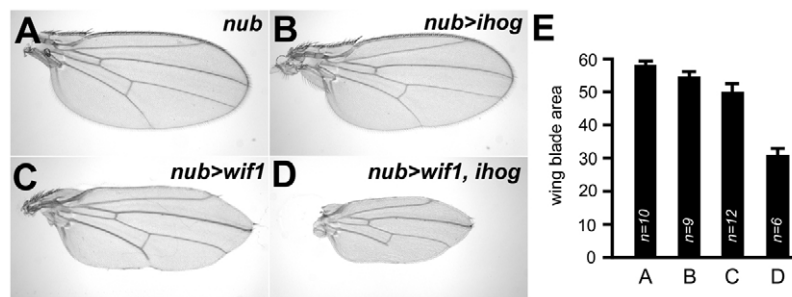 A nub
B nub>ihog
C nub>wif1
D nub>wif1, ihog
E
wing blade area
60
50
40
30
20
10
0
n=10
n=9
n=12
n=6
A B C D